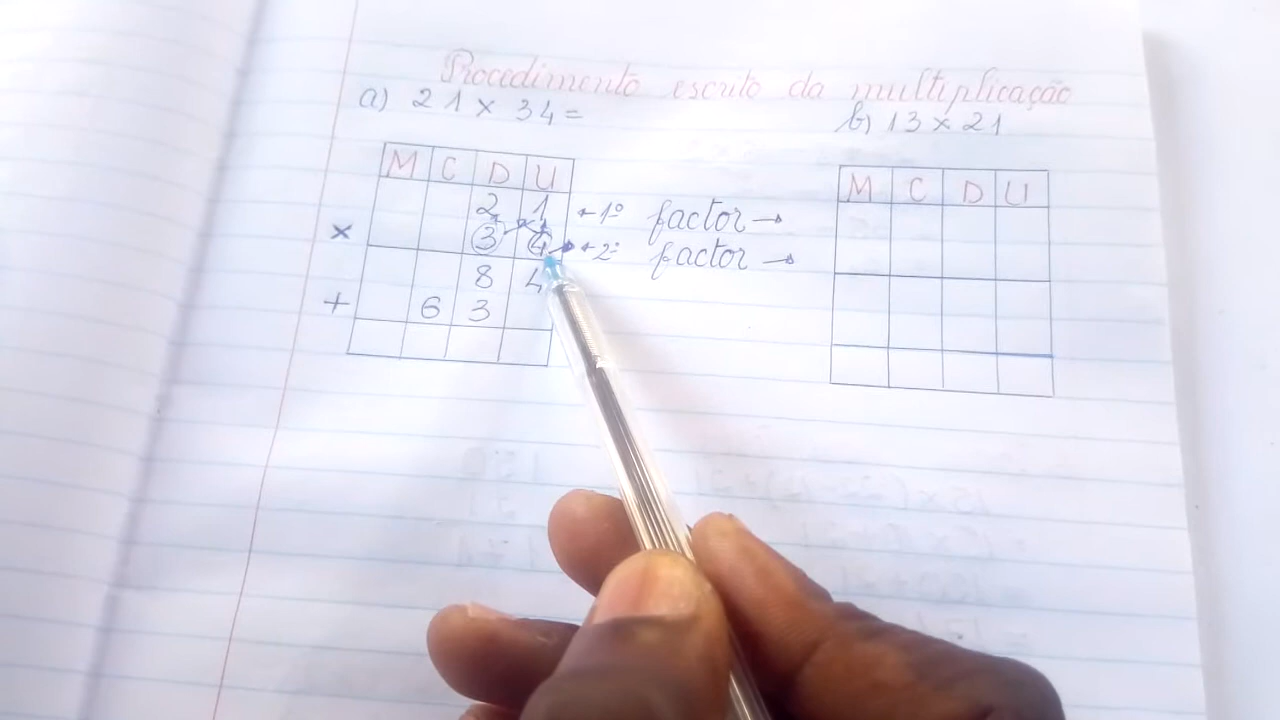 Procedimento escrito da multiplicação
a) 21 x 34 =
b) 13 x 21
M C D U
2 1 ← 1º factor →
x 3 4 ← 2º factor →
8 4
+ 6 3
M C D U